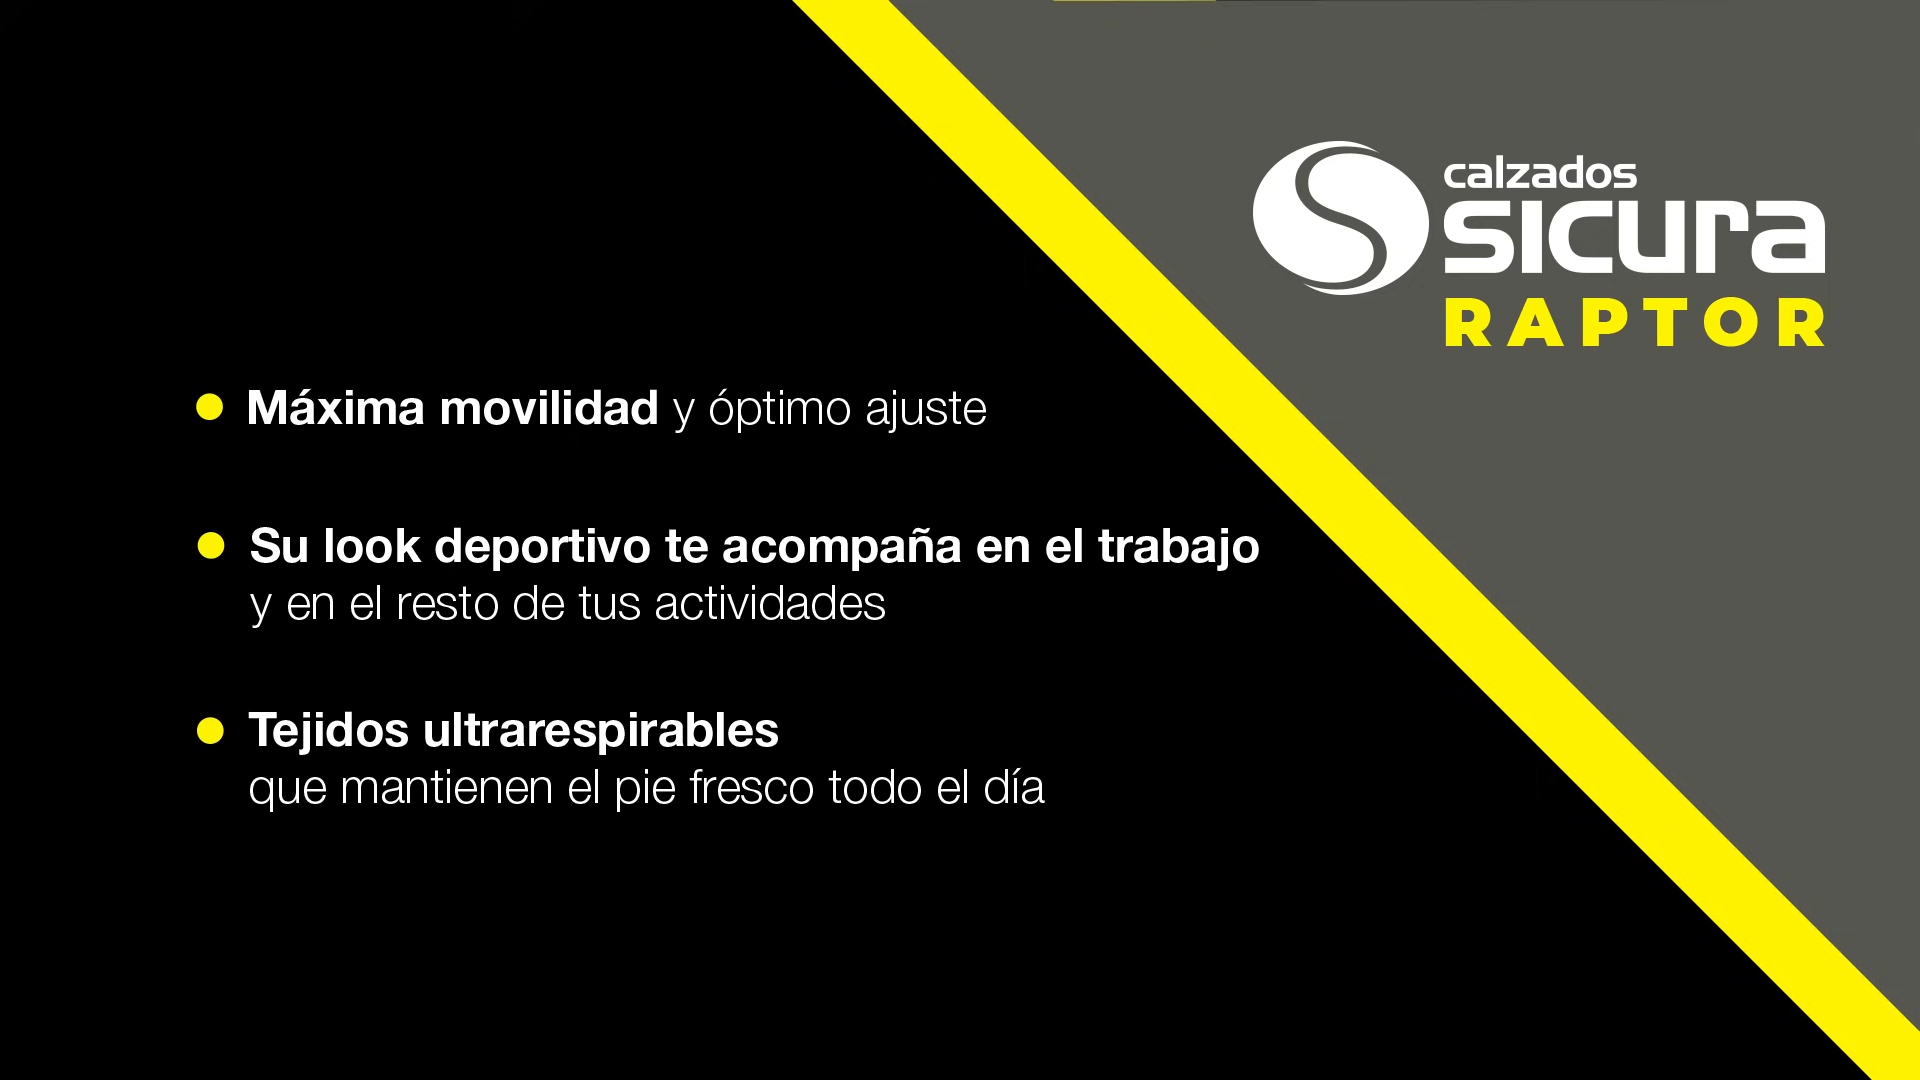 calzados
sicura
RAPTOR
Máxima movilidad y óptimo ajuste
Su look deportivo te acompaña en el trabajo
y en el resto de tus actividades
Tejidos ultrarespirables
que mantienen el pie fresco todo el día